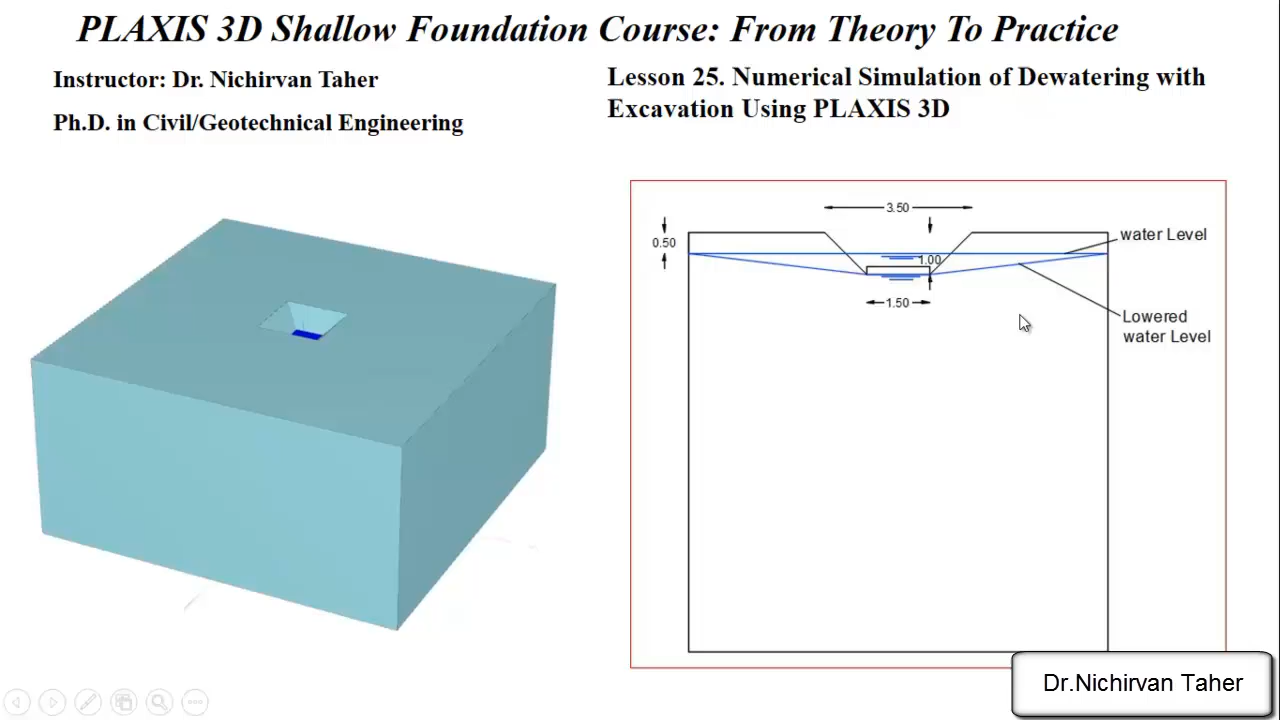 PLAXIS 3D Shallow Foundation Course: From Theory To Practice
Instructor: Dr. Nichirvan Taher
Ph.D. in Civil/Geotechnical Engineering
Lesson 25. Numerical Simulation of Dewatering with
Excavation Using PLAXIS 3D
3.50
0.50
water Level
1.00
1.50
Lowered
water Level
Dr.Nichirvan Taher